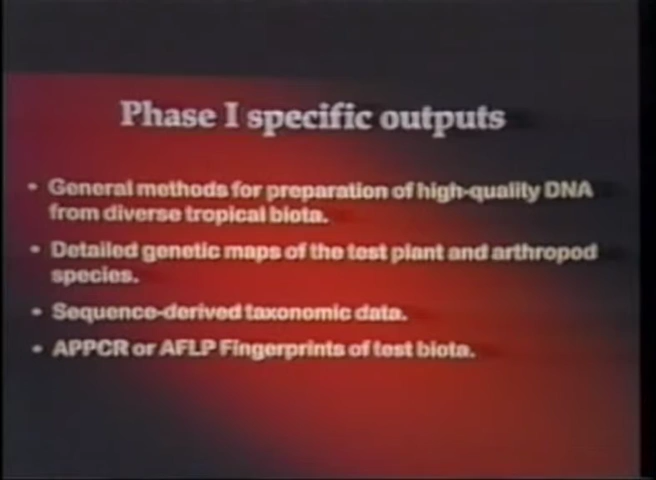 Phase I specific outputs
• General methods for preparation of high-quality DNA
from diverse tropical biota.
• Detailed genetic maps of the test plant and arthropod
species.
• Sequence-derived taxonomic data.
• APPCR or AFLP Fingerprints of test biota.